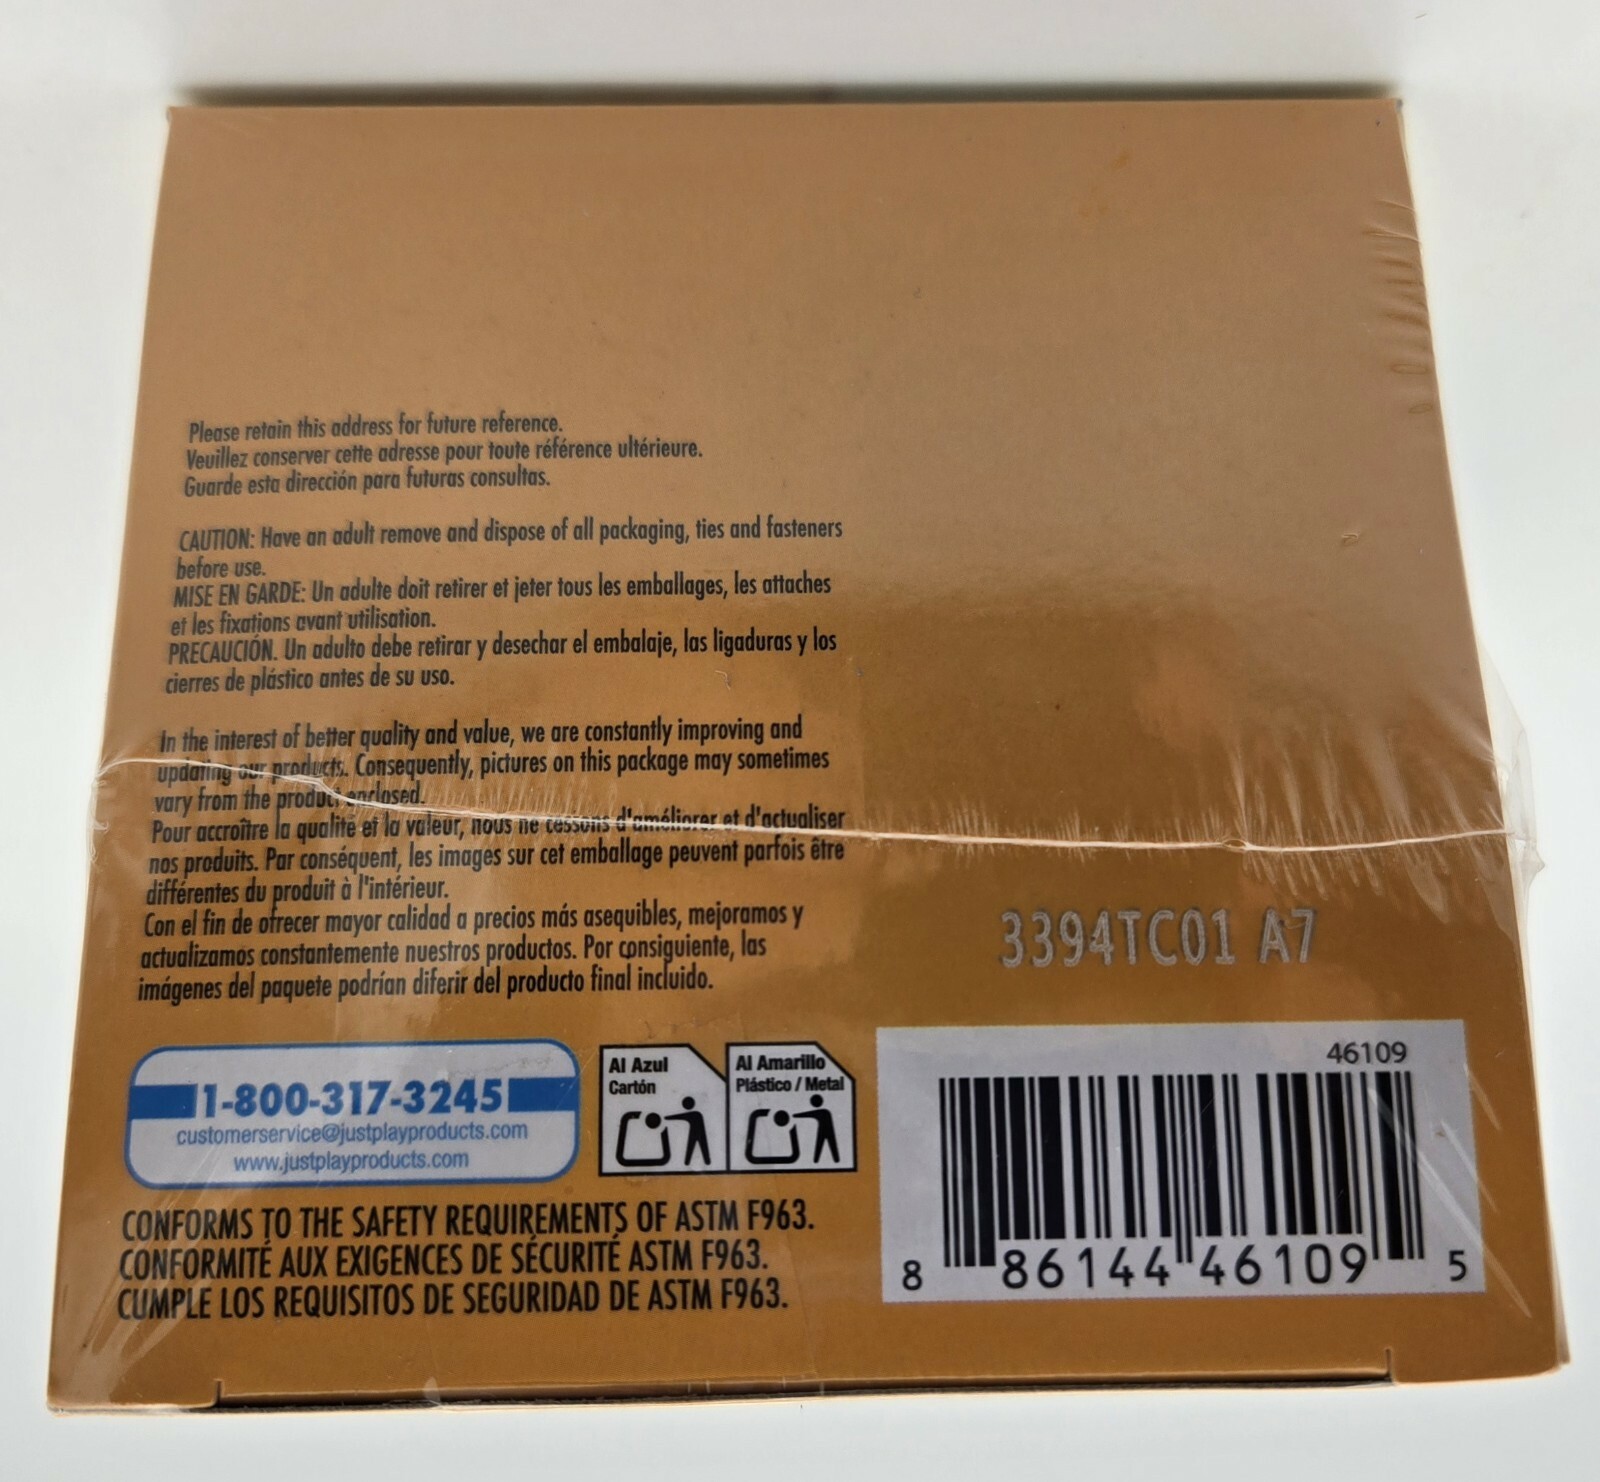 Please retain this address for future reference.
Veuillez conserver cette adresse pour toute référence ultérieure.
Guarde esta dirección para futuras consultas.
CAUTION: Have an adult remove and dispose of all packaging, ties and fasteners
before use.
MISE EN GARDE: Un adulte doit retirer et jeter tous les emballages, les attaches
et les fixations avant utilisation.
PRECAUCIÓN. Un adulto debe retirar y desechar el embalaje, las ligaduras y los
cierres de plástico antes de su uso.
In the interest of better quality and value, we are constantly improving and
updating our products. Consequently, pictures on this package may sometimes
vary from the product enclosed.
Pour accroître la qualité et la valeur, nous ne cessons d'améliorer et d'actualiser
nos produits. Par conséquent, les images sur cet emballage peuvent parfois être
différentes du produit à l'intérieur.
Con el fin de ofrecer mayor calidad a precios más asequibles, mejoramos y
actualizamos constantemente nuestros productos. Por consiguiente, las
imágenes del paquete podrían diferir del producto final incluido.
3394TC01 A7
1-800-317-3245
customerservice@justplayproducts.com
www.justplayproducts.com
Al Azul
Cartón
Al Amarillo
Plástico / Metal
46109
8 86144 46109 5
CONFORMS TO THE SAFETY REQUIREMENTS OF ASTM F963.
CONFORMITÉ AUX EXIGENCES DE SÉCURITÉ ASTM F963.
CUMPLE LOS REQUISITOS DE SEGURIDAD DE ASTM F963.